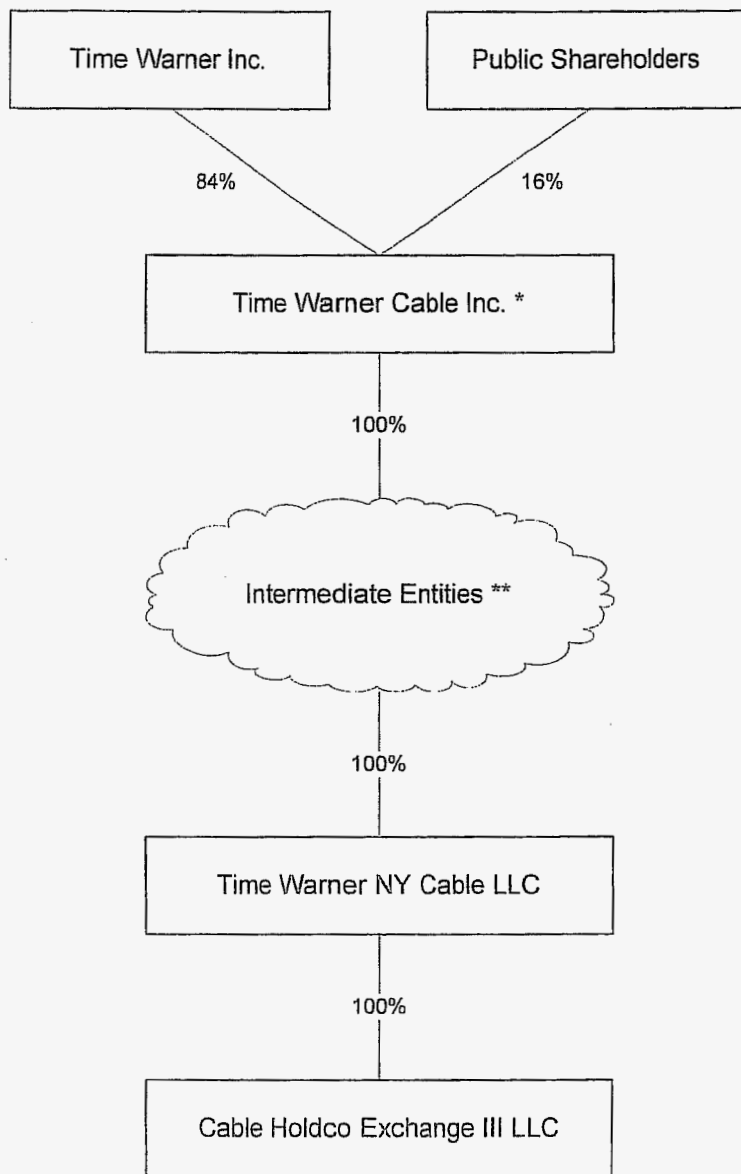 Time Warner Inc.
Public Shareholders
84%
16%
Time Warner Cable Inc. *
100%
Intermediate Entities **
100%
Time Warner NY Cable LLC
100%
Cable Holdco Exchange III LLC